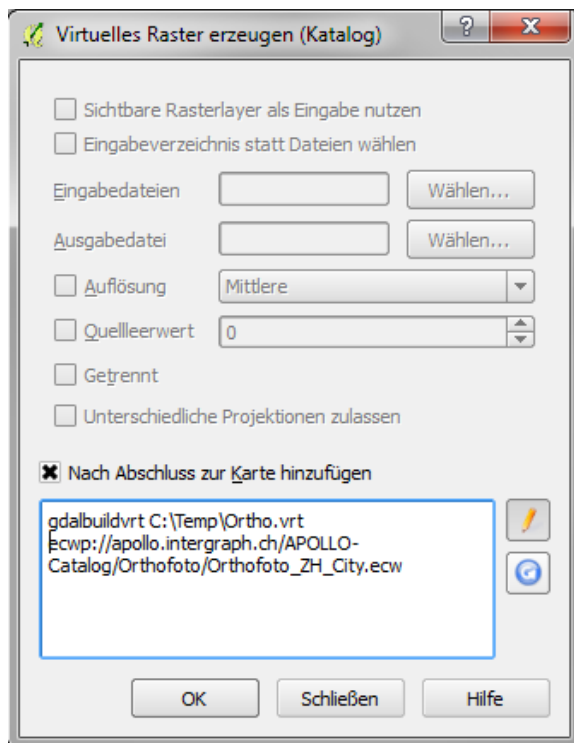 Virtuelles Raster erzeugen (Katalog)
Sichtbare Rasterlayer als Eingabe nutzen
Eingabeverzeichnis statt Dateien wählen
Eingabedateien
Wählen...
Ausgabedatei
Wählen...
Auflösung
Mittlere
Quellleerwert
0
Getrennt
Unterschiedliche Projektionen zulassen
Nach Abschluss zur Karte hinzufügen
gdalbuildvrt C:\Temp\Ortho.vrt
ecwp://apollo.intergraph.ch/APOLLO-
Catalog/Orthofoto/Orthofoto_ZH_City.ecw
OK
Schließen
Hilfe